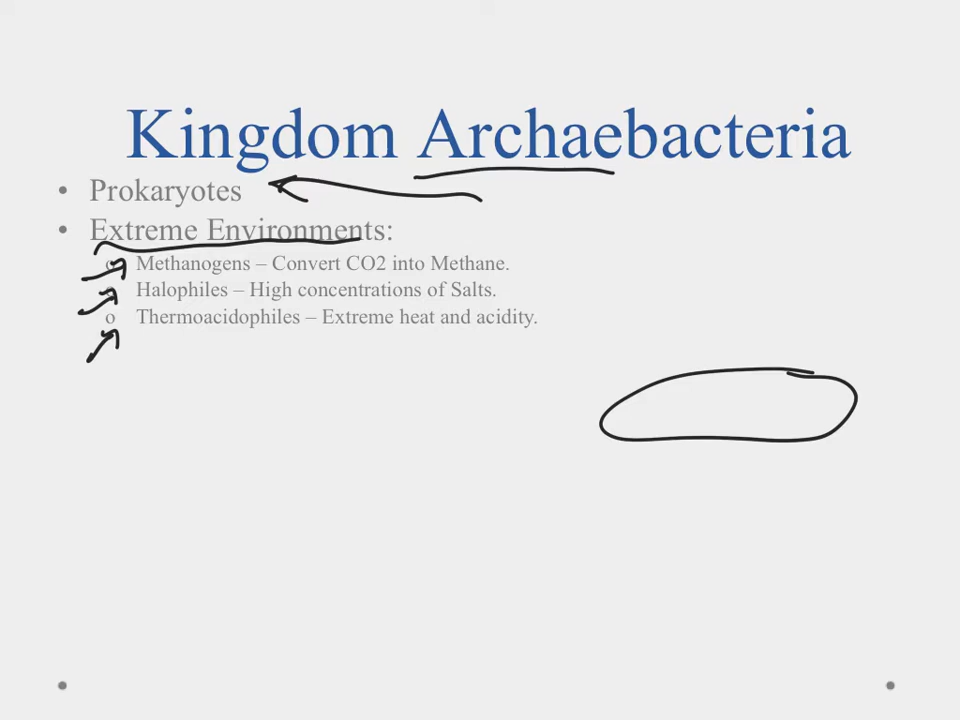 Kingdom Archaebacteria
• Prokaryotes
• Extreme Environments:
o Methanogens – Convert CO2 into Methane.
o Halophiles – High concentrations of Salts.
o Thermoacidophiles – Extreme heat and acidity.